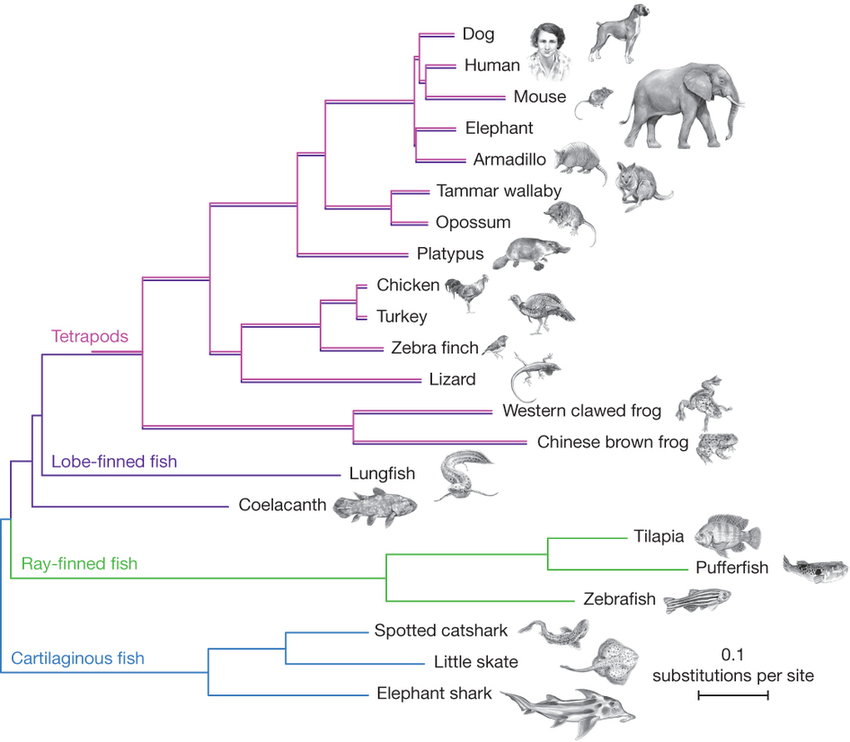 Dog
Human
Mouse
Elephant
Armadillo
Tammar wallaby
Opossum
Platypus
Chicken
Turkey
Tetrapods
Zebra finch
Lizard
Western clawed frog
Chinese brown frog
Lobe-finned fish
Lungfish
Coelacanth
Tilapia
Ray-finned fish
Pufferfish
Zebrafish
Spotted catshark
Cartilaginous fish
Little skate
0.1
substitutions per site
Elephant shark